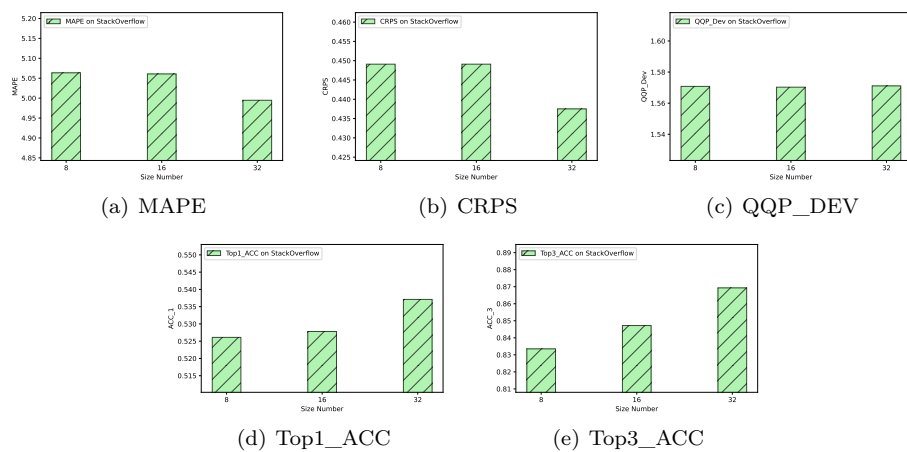 MAPE on StackOverflow
5.20
5.15
5.10
5.05
5.00
4.95
4.90
4.85
MAPE
8 16 32
Size Number
(a) MAPE
CRPS on StackOverflow
0.460
0.455
0.450
0.445
0.440
0.435
0.430
0.425
CRPS
8 16 32
Size Number
(b) CRPS
QQP_Dev on StackOverflow
1.60
1.58
1.56
1.54
QQP_Dev
8 16 32
Size Number
(c) QQP_DEV
Top1_ACC on StackOverflow
0.550
0.545
0.540
0.535
0.530
0.525
0.520
0.515
ACC_1
8 16 32
Size Number
(d) Top1_ACC
Top3_ACC on StackOverflow
0.89
0.88
0.87
0.86
0.85
0.84
0.83
0.82
0.81
ACC_3
8 16 32
Size Number
(e) Top3_ACC